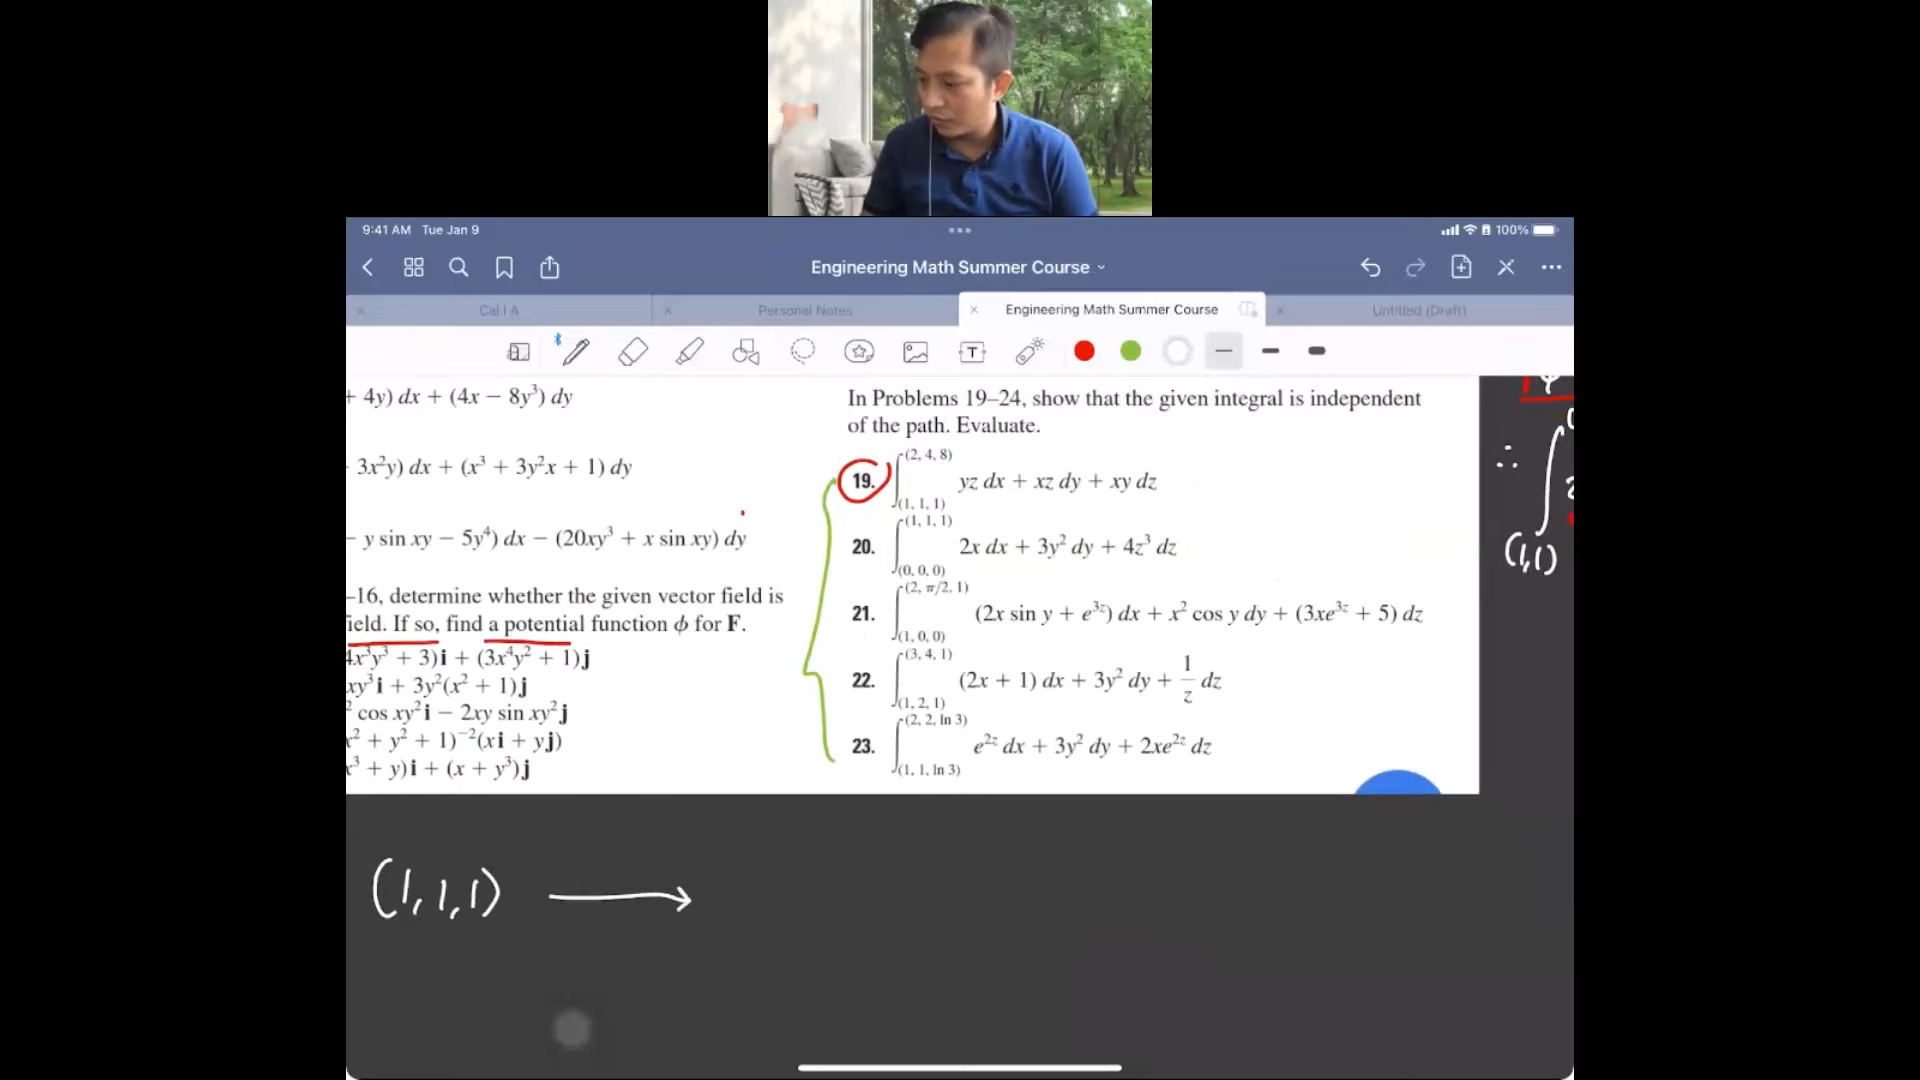 9:41 AM Tue Jan 9
100%
Engineering Math Summer Course
Cal I A
Personal Notes
Engineering Math Summer Course
Untitled (Draft)
T
+ 4y) dx + (4x − 8y³) dy
3x²y) dx + (x³ + 3y²x + 1) dy
− y sin xy − 5y⁴) dx − (20xy³ + x sin xy) dy
–16, determine whether the given vector field is
ield. If so, find a potential function ϕ for F.
4x³y³ + 3)i + (3x⁴y² + 1)j
xy³i + 3y²(x² + 1)j
² cos xy²i − 2xy sin xy²j
x² + y² + 1)⁻²(xi + yj)
x³ + y)i + (x + y³)j
In Problems 19–24, show that the given integral is independent
of the path. Evaluate.
19. ∫_(1, 1, 1)^(2, 4, 8) yz dx + xz dy + xy dz
20. ∫_(0, 0, 0)^(1, 1, 1) 2x dx + 3y² dy + 4z³ dz
21. ∫_(1, 0, 0)^(2, π/2, 1) (2x sin y + e³ᶻ) dx + x² cos y dy + (3xe³ᶻ + 5) dz
22. ∫_(1, 2, 1)^(3, 4, 1) (2x + 1) dx + 3y² dy + 1/z dz
23. ∫_(1, 1, ln 3)^(2, 2, ln 3) e²ᶻ dx + 3y² dy + 2xe²ᶻ dz
∴ ∫
(1,1)
(1, 1, 1) →